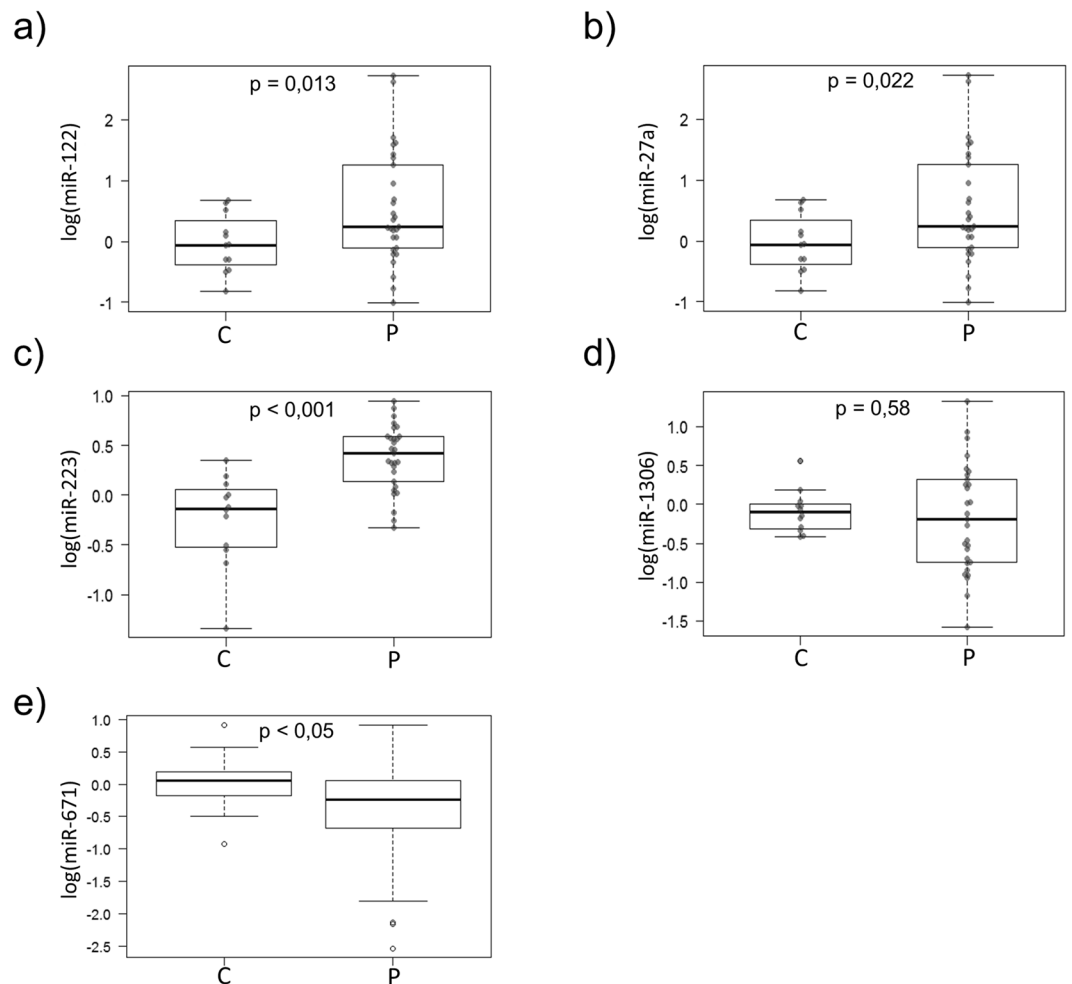 a)
p = 0,013
log(miR-122)
2
1
0
-1
C
P
b)
p = 0,022
log(miR-27a)
2
1
0
-1
C
P
c)
p < 0,001
log(miR-223)
1.0
0.5
0.0
-0.5
-1.0
C
P
d)
p = 0,58
log(miR-1306)
1.0
0.5
0.0
-0.5
-1.0
-1.5
C
P
e)
p < 0,05
log(miR-671)
1.0
0.5
0.0
-0.5
-1.0
-1.5
-2.0
-2.5
C
P